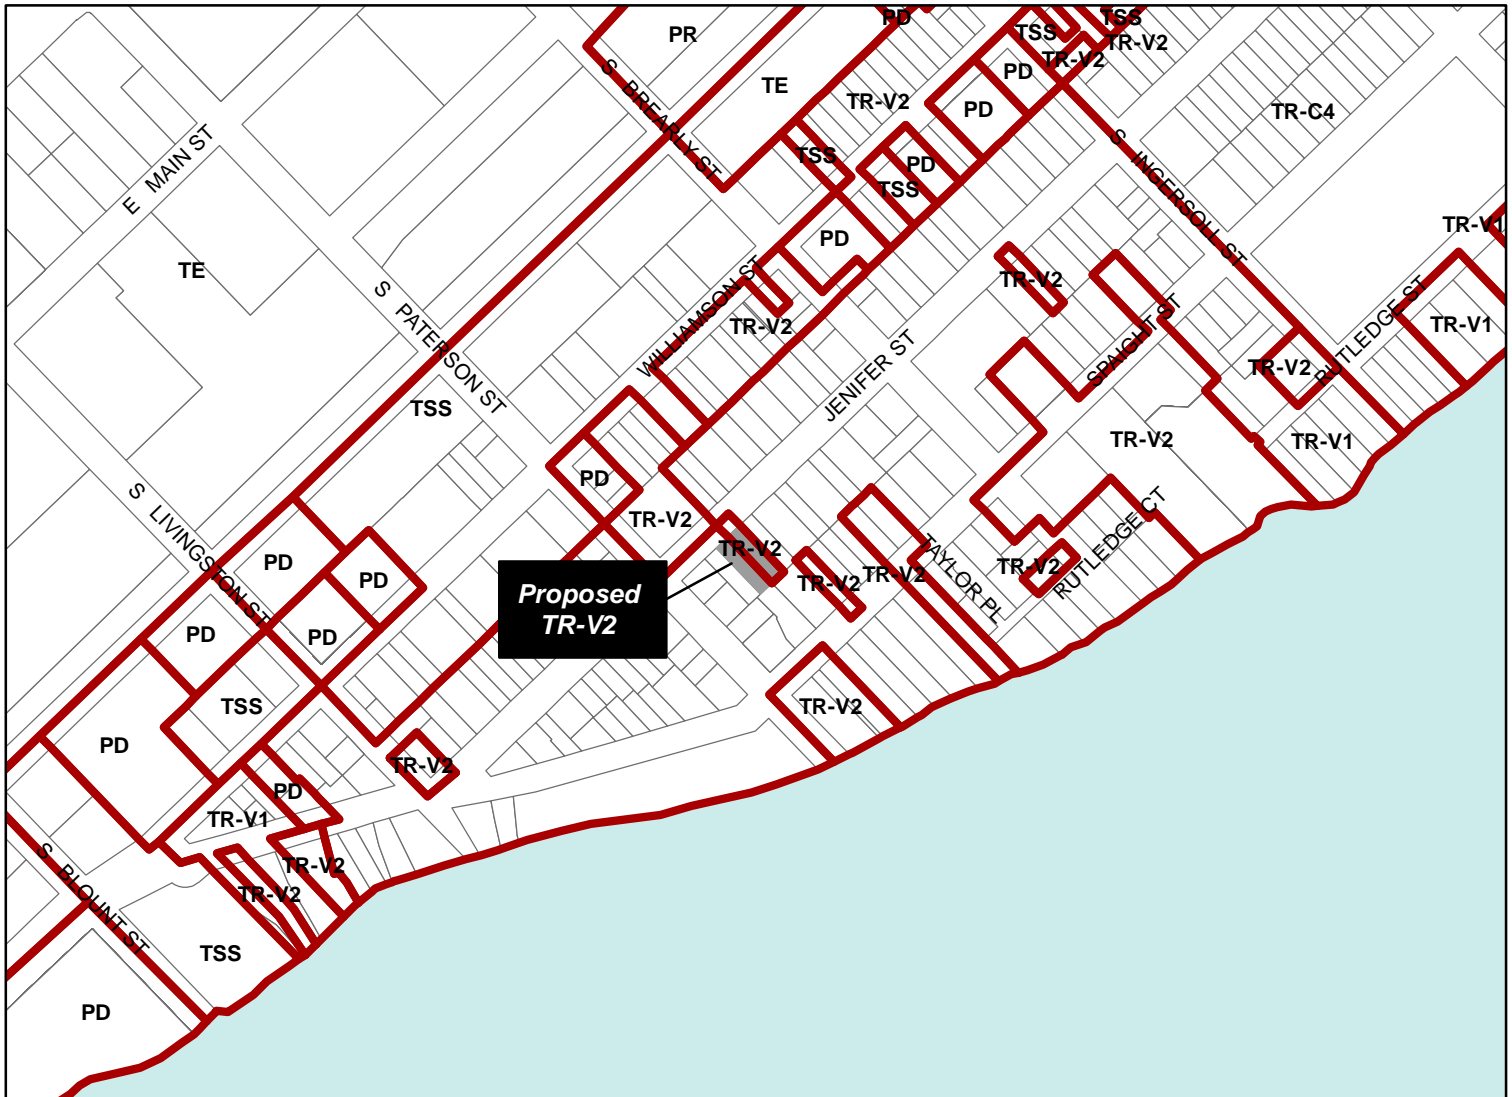 PD
TSS
TSS
PR
TR-V2
TR-V2
PD
TE
TR-V2
PD
TR-C4
S BREARLY ST
TSS
PD
TSS
S INGERSOLL ST
E MAIN ST
TR-V1
PD
TE
TR-V2
S PATERSON ST
WILLIAMSON ST
TR-V2
JENIFER ST
SPAIGHT ST
RUTLEDGE ST
TR-V1
TR-V2
TSS
TR-V2
TR-V1
PD
S LIVINGSTON ST
TR-V2
TR-V2
PD
PD
TR-V2
TR-V2
TAYLOR PL
TR-V2
RUTLEDGE CT
Proposed
TR-V2
PD
PD
TSS
TR-V2
PD
TR-V2
PD
TR-V1
TR-V2
TR-V2
S BLOUNT ST
TSS
PD